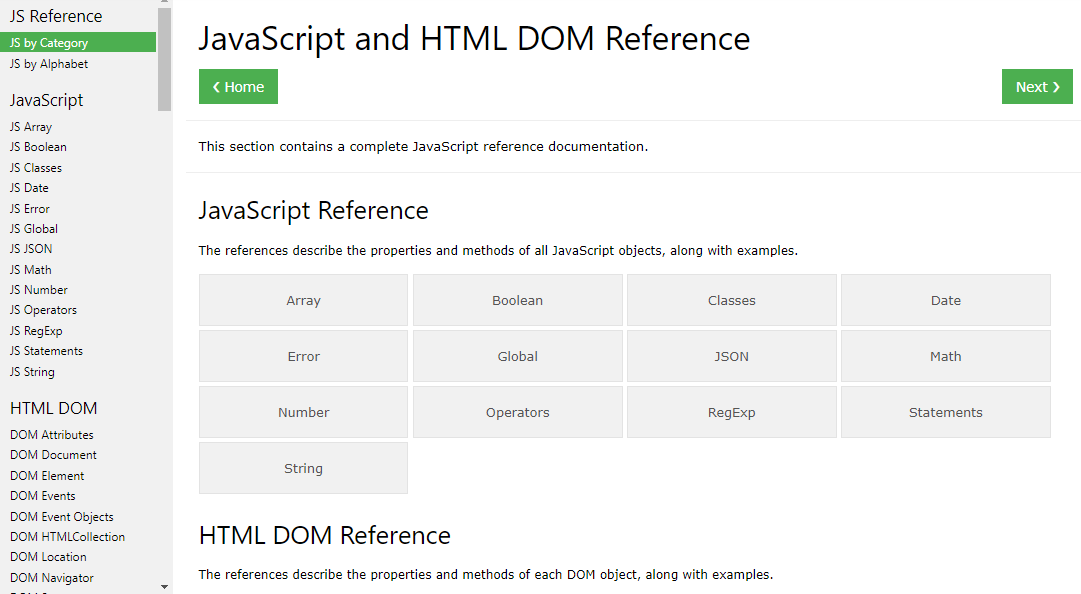 JS Reference
JS by Category
JS by Alphabet
JavaScript
JS Array
JS Boolean
JS Classes
JS Date
JS Error
JS Global
JS JSON
JS Math
JS Number
JS Operators
JS RegExp
JS Statements
JS String
HTML DOM
DOM Attributes
DOM Document
DOM Element
DOM Events
DOM Event Objects
DOM HTMLCollection
DOM Location
DOM Navigator
JavaScript and HTML DOM Reference
❮ Home
Next ❯
This section contains a complete JavaScript reference documentation.
JavaScript Reference
The references describe the properties and methods of all JavaScript objects, along with examples.
Array Boolean Classes Date
Error Global JSON Math
Number Operators RegExp Statements
String
HTML DOM Reference
The references describe the properties and methods of each DOM object, along with examples.